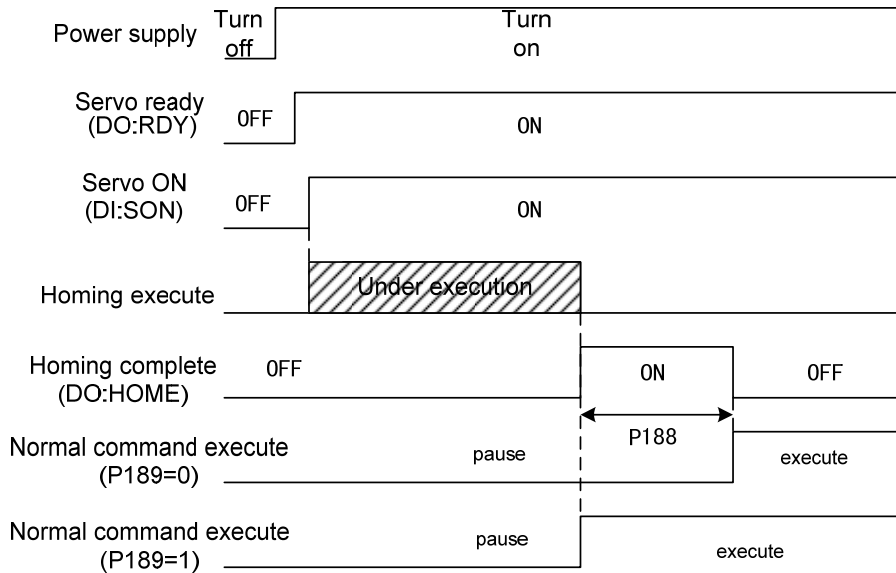 Power supply
Turn off
Turn on
Servo ready
(DO:RDY)
OFF
ON
Servo ON
(DI:SON)
OFF
ON
Homing execute
Under execution
Homing complete
(DO:HOME)
OFF
ON
OFF
P188
Normal command execute
(P189=0)
pause
execute
Normal command execute
(P189=1)
pause
execute